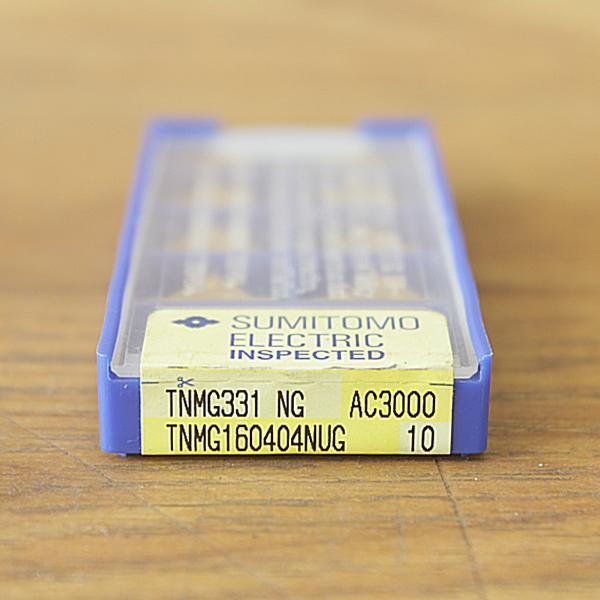 SUMITOMO
ELECTRIC
INSPECTED
TNMG331 NG AC3000
TNMG160404NUG 10